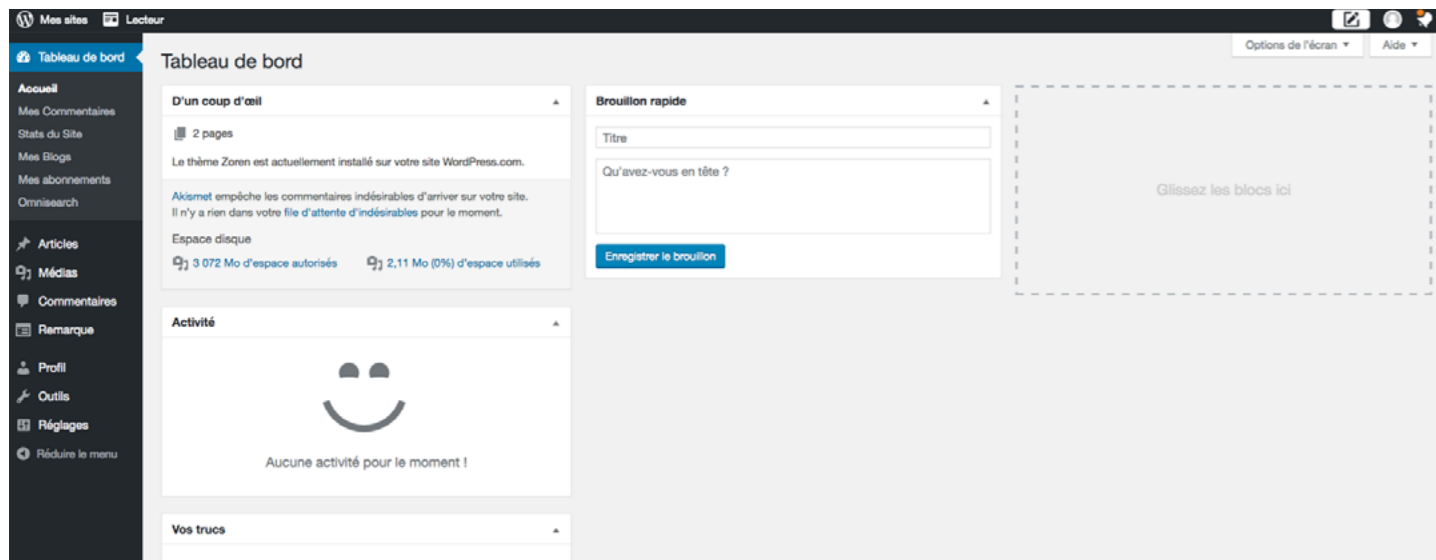 Mes sites Lecteur
Options de l'écran ▼ Aide ▼
Tableau de bord
Accueil
Mes Commentaires
Stats du Site
Mes Blogs
Mes abonnements
Omnisearch
Articles
Médias
Commentaires
Remarque
Profil
Outils
Réglages
Réduire le menu
Tableau de bord
D'un coup d'œil
2 pages
Le thème Zoren est actuellement installé sur votre site WordPress.com.
Akismet empêche les commentaires indésirables d'arriver sur votre site.
Il n'y a rien dans votre file d'attente d'indésirables pour le moment.
Espace disque
3 072 Mo d'espace autorisés 2,11 Mo (0%) d'espace utilisés
Activité
Aucune activité pour le moment !
Vos trucs
Brouillon rapide
Titre
Qu'avez-vous en tête ?
Enregistrer le brouillon
Glissez les blocs ici